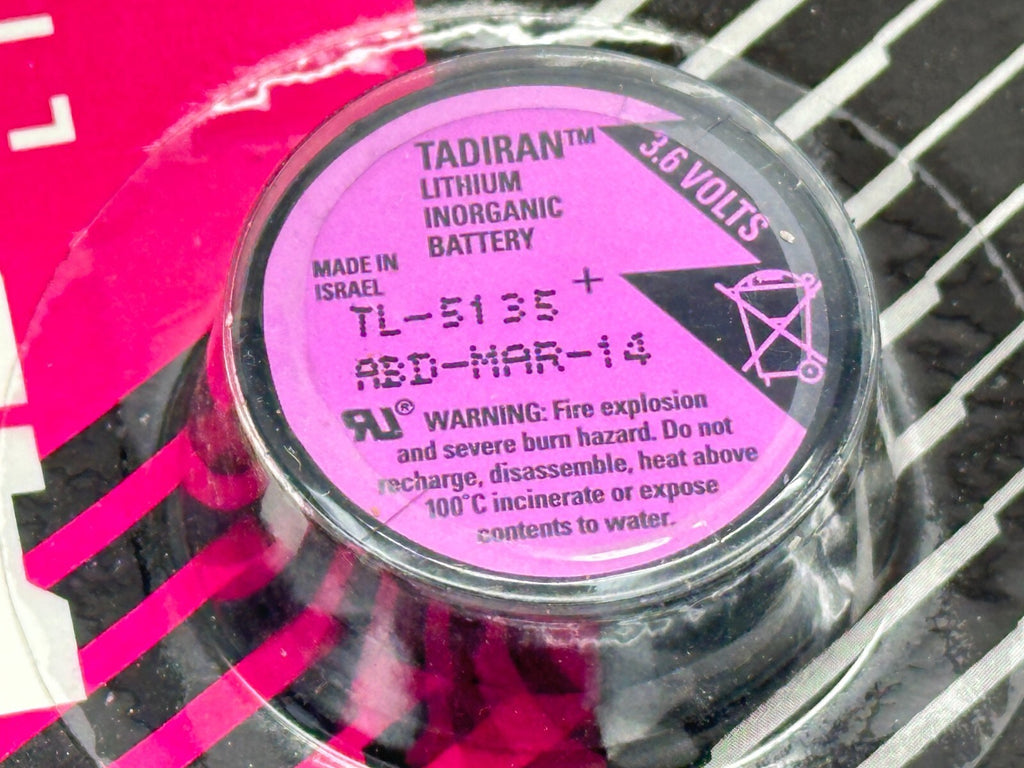 TADIRAN™
LITHIUM
INORGANIC
BATTERY
3.6 VOLTS
MADE IN
ISRAEL
+
TL-5135
ABD-MAR-14
WARNING: Fire explosion
and severe burn hazard. Do not
recharge, disassemble, heat above
100°C incinerate or expose
contents to water.